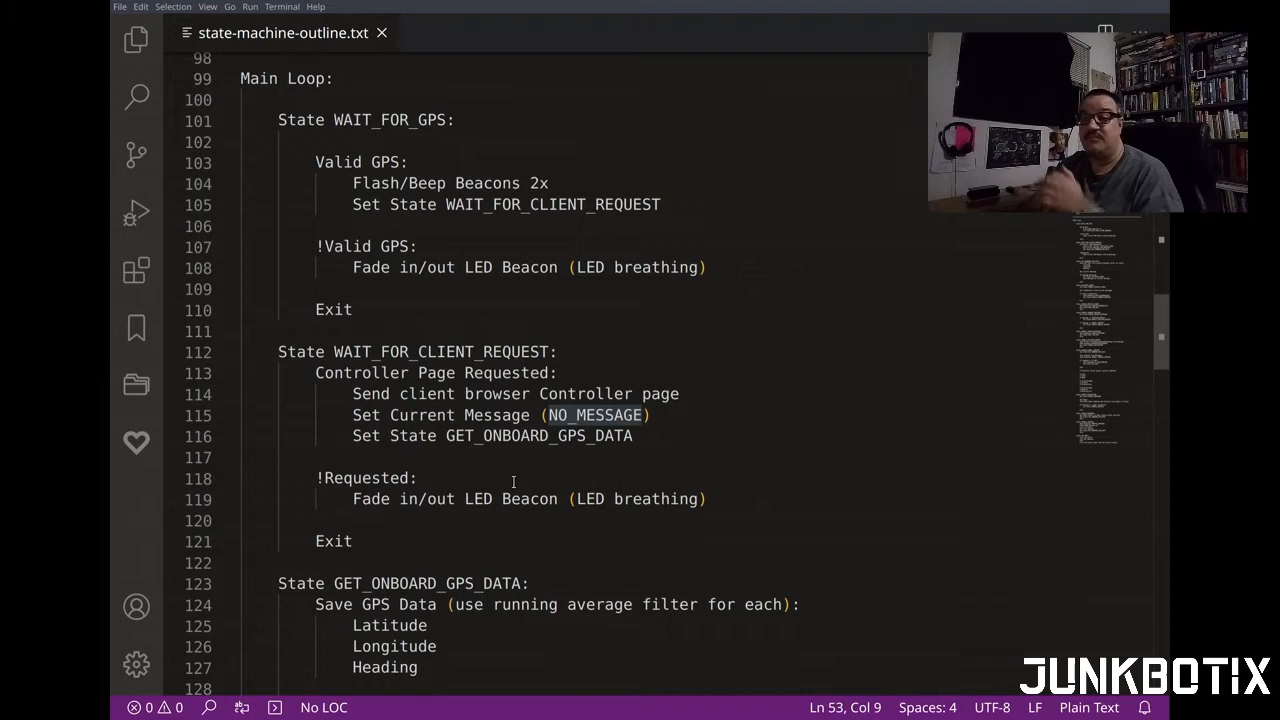 File Edit Selection View Go Run Terminal Help
state-machine-outline.txt
98
99 Main Loop:
100
101 State WAIT_FOR_GPS:
102
103 Valid GPS:
104 Flash/Beep Beacons 2x
105 Set State WAIT_FOR_CLIENT_REQUEST
106
107 !Valid GPS:
108 Fade in/out LED Beacon (LED breathing)
109
110 Exit
111
112 State WAIT_FOR_CLIENT_REQUEST:
113 Controller Page Requested:
114 Send client browser Controller page
115 Set Current Message (NO_MESSAGE)
116 Set State GET_ONBOARD_GPS_DATA
117
118 !Requested:
119 Fade in/out LED Beacon (LED breathing)
120
121 Exit
122
123 State GET_ONBOARD_GPS_DATA:
124 Save GPS Data (use running average filter for each):
125 Latitude
126 Longitude
127 Heading
128
JUNKBOTIX
0 0 No LOC Ln 53, Col 9 Spaces: 4 UTF-8 LF Plain Text